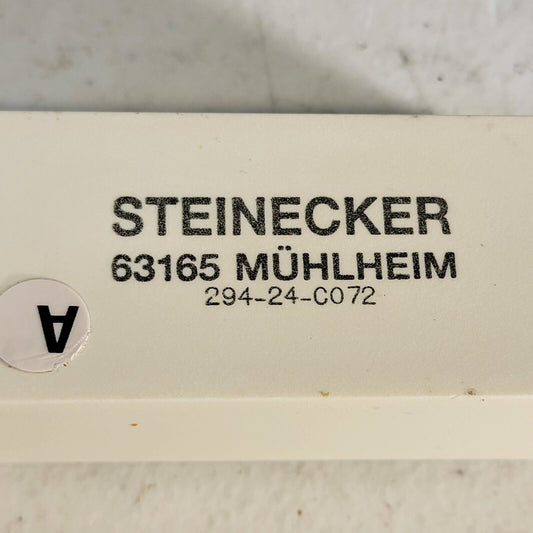 STEINECKER
63165 MÜHLHEIM
294-24-C072
A